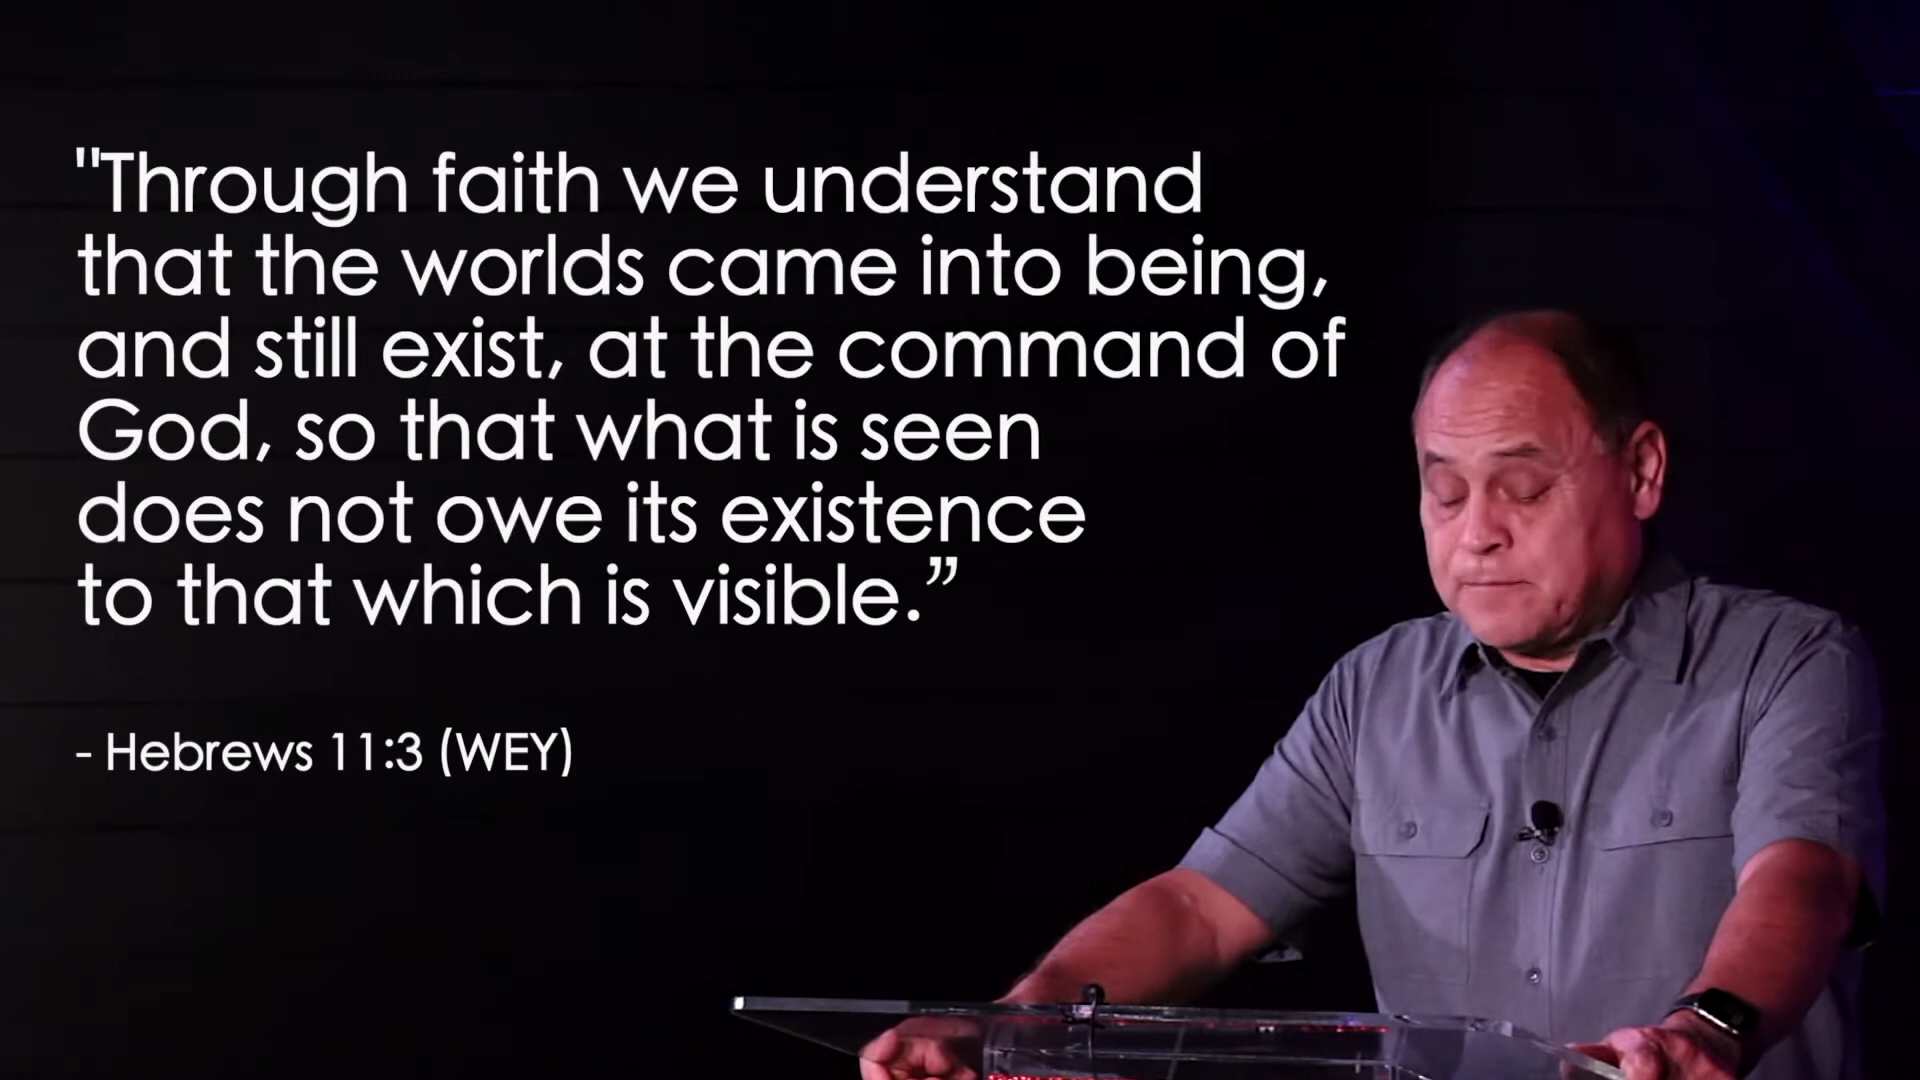 "Through faith we understand
that the worlds came into being,
and still exist, at the command of
God, so that what is seen
does not owe its existence
to that which is visible.”
- Hebrews 11:3 (WEY)